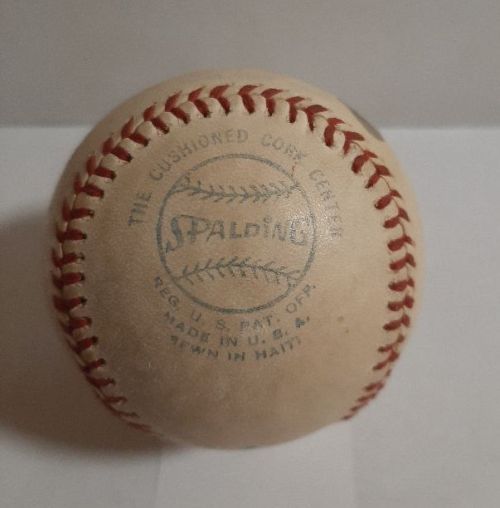 THE CUSHIONED CORK CENTER
SPALDING
REG. U. S. PAT. OFF.
MADE IN U. S. A.
SEWN IN HAITI